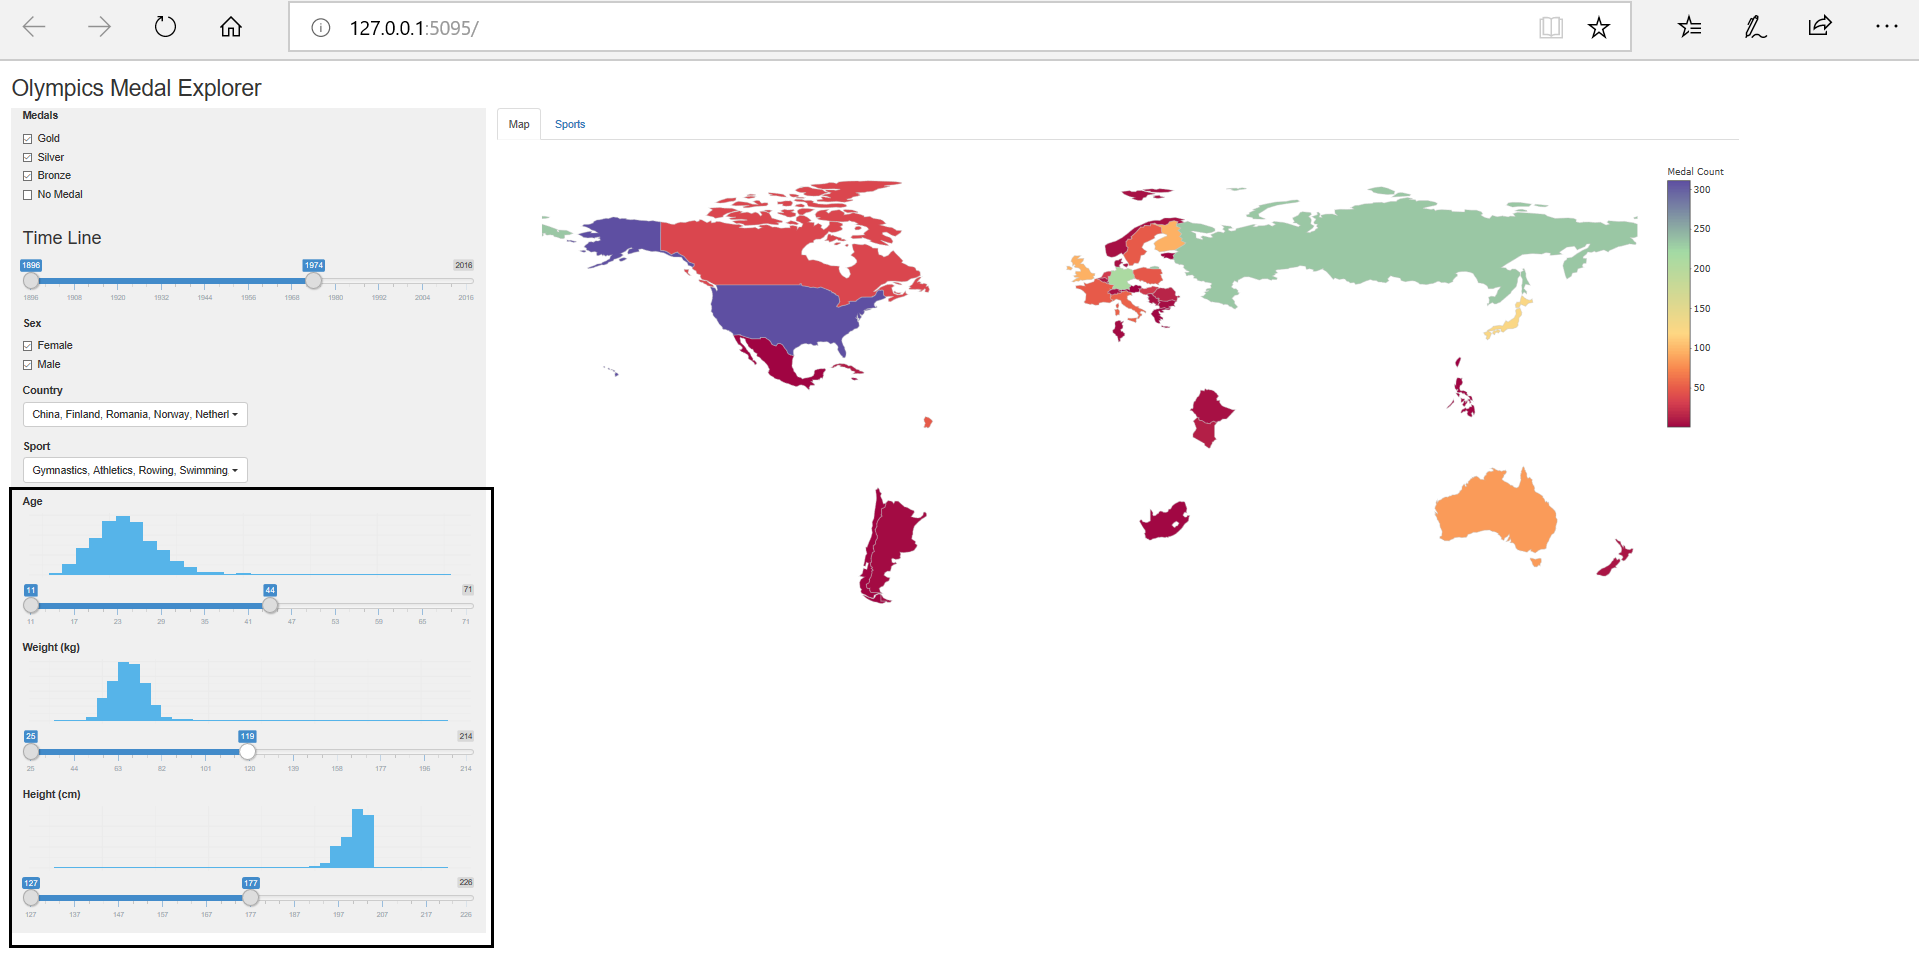 127.0.0.1:5095/
Olympics Medal Explorer
Medals
Gold
Silver
Bronze
No Medal
Time Line
1896 1974 2016
1896 1908 1920 1932 1944 1956 1968 1980 1992 2004 2016
Sex
Female
Male
Country
China, Finland, Romania, Norway, Netherl
Sport
Gymnastics, Athletics, Rowing, Swimming
Age
11 44 71
11 17 23 29 35 41 47 53 59 65 71
Weight (kg)
25 119 214
25 44 63 82 101 120 139 158 177 196 214
Height (cm)
127 177 226
127 137 147 157 167 177 187 197 207 217 226
Map Sports
Medal Count
300
250
200
150
100
50